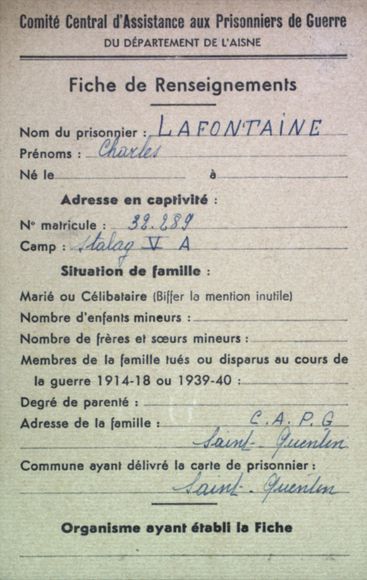 Comité Central d'Assistance aux Prisonniers de Guerre
DU DÉPARTEMENT DE L'AISNE
Fiche de Renseignements
Nom du prisonnier : LAFONTAINE
Prénoms : Charles
Né le à
Adresse en captivité :
N° matricule : 32.289
Camp : Stalag V A
Situation de famille :
Marié ou Célibataire (Biffer la mention inutile)
Nombre d'enfants mineurs :
Nombre de frères et sœurs mineurs :
Membres de la famille tués ou disparus au cours de
la guerre 1914-18 ou 1939-40 :
Degré de parenté :
Adresse de la famille : C.A.P.G
Saint-Quentin
Commune ayant délivré la carte de prisonnier :
Saint-Quentin
Organisme ayant établi la Fiche